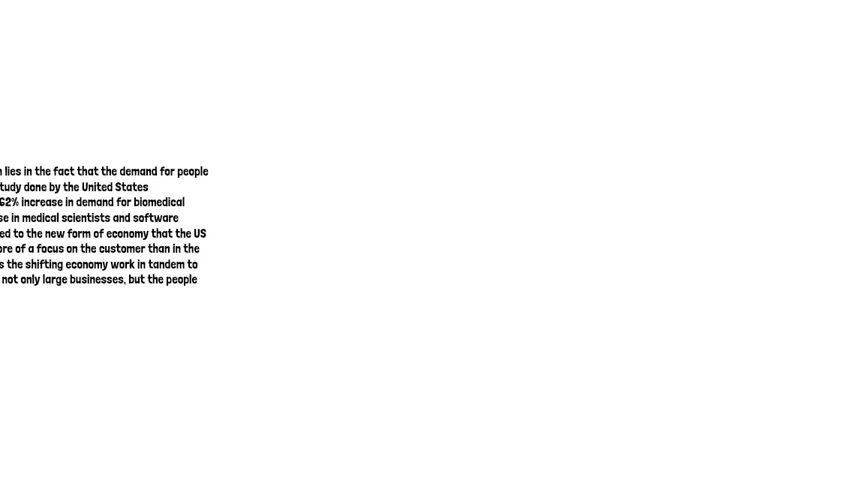 lies in the fact that the demand for people
tudy done by the United States
62% increase in demand for biomedical
se in medical scientists and software
ed to the new form of economy that the US
ore of a focus on the customer than in the
s the shifting economy work in tandem to
not only large businesses, but the people